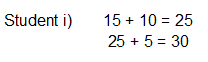 Student i) 15 + 10 = 25
25 + 5 = 30